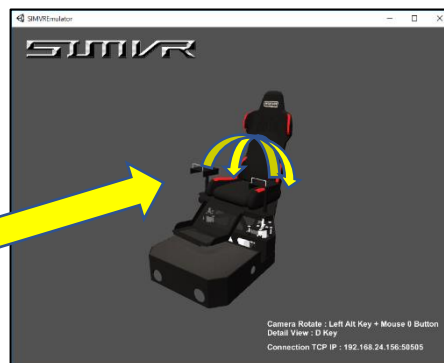 SIMVREmulator
SIMVR
Camera Rotate : Left Alt Key + Mouse 0 Button
Detail View : D Key
Connection TCP IP : 192.168.24.156:50505